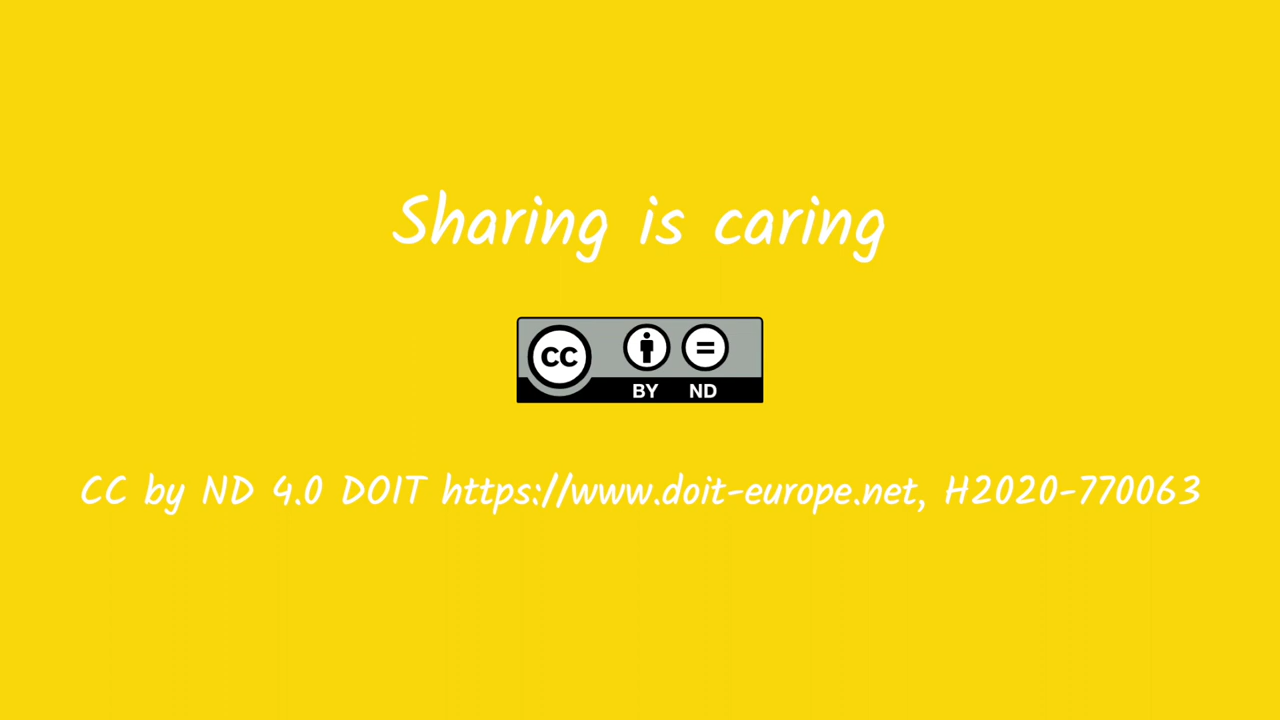 Sharing is caring
CC
BY ND
CC by ND 4.0 DOIT https://www.doit-europe.net, H2020-770063